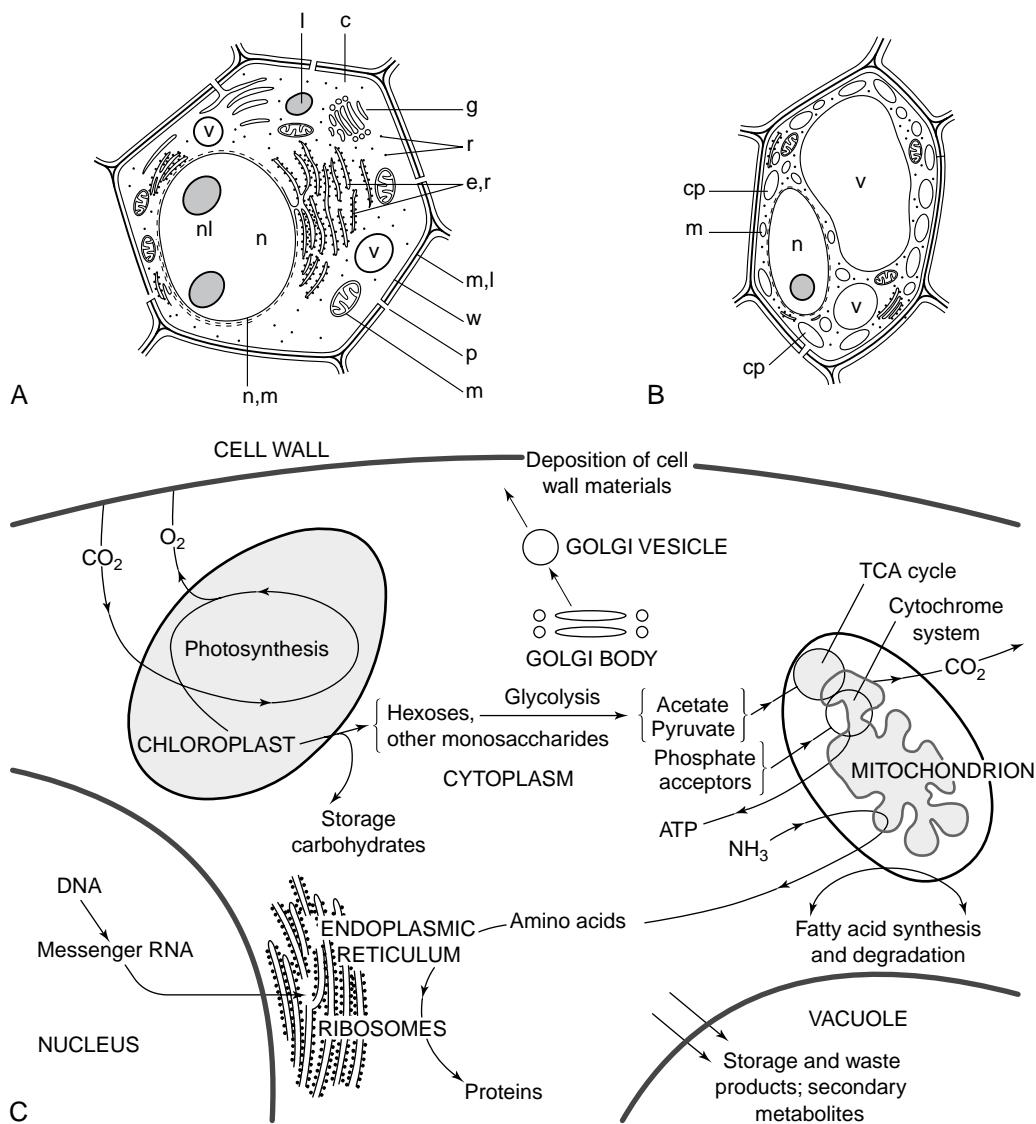 l
c
g
r
e,r
m,l
w
p
m
n,m
v
nl
n
v
A
cp
m
n
v
v
cp
B
CELL WALL
Deposition of cell
wall materials
CO2
O2
GOLGI VESICLE
GOLGI BODY
TCA cycle
Cytochrome
system
CO2
Photosynthesis
CHLOROPLAST
Hexoses,
other monosaccharides
Glycolysis
Acetate
Pyruvate
Phosphate
acceptors
CYTOPLASM
MITOCHONDRION
Storage
carbohydrates
ATP
NH3
DNA
Messenger RNA
NUCLEUS
ENDOPLASMIC
RETICULUM
Amino acids
RIBOSOMES
Proteins
Fatty acid synthesis
and degradation
VACUOLE
Storage and waste
products; secondary
metabolites
C